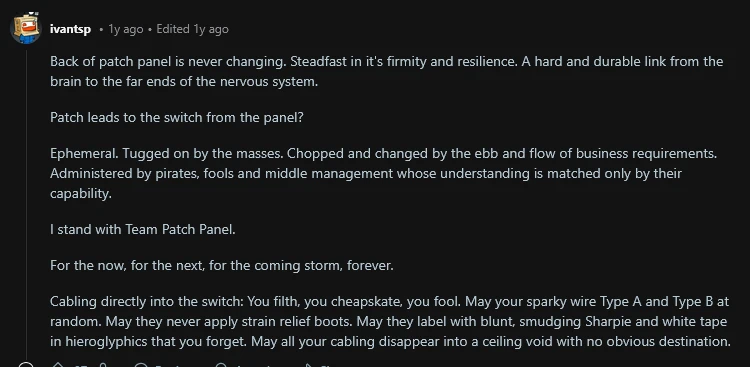 ivantsp • 1y ago • Edited 1y ago
Back of patch panel is never changing. Steadfast in it's firmity and resilience. A hard and durable link from the
brain to the far ends of the nervous system.
Patch leads to the switch from the panel?
Ephemeral. Tugged on by the masses. Chopped and changed by the ebb and flow of business requirements.
Administered by pirates, fools and middle management whose understanding is matched only by their
capability.
I stand with Team Patch Panel.
For the now, for the next, for the coming storm, forever.
Cabling directly into the switch: You filth, you cheapskate, you fool. May your sparky wire Type A and Type B at
random. May they never apply strain relief boots. May they label with blunt, smudging Sharpie and white tape
in hieroglyphics that you forget. May all your cabling disappear into a ceiling void with no obvious destination.